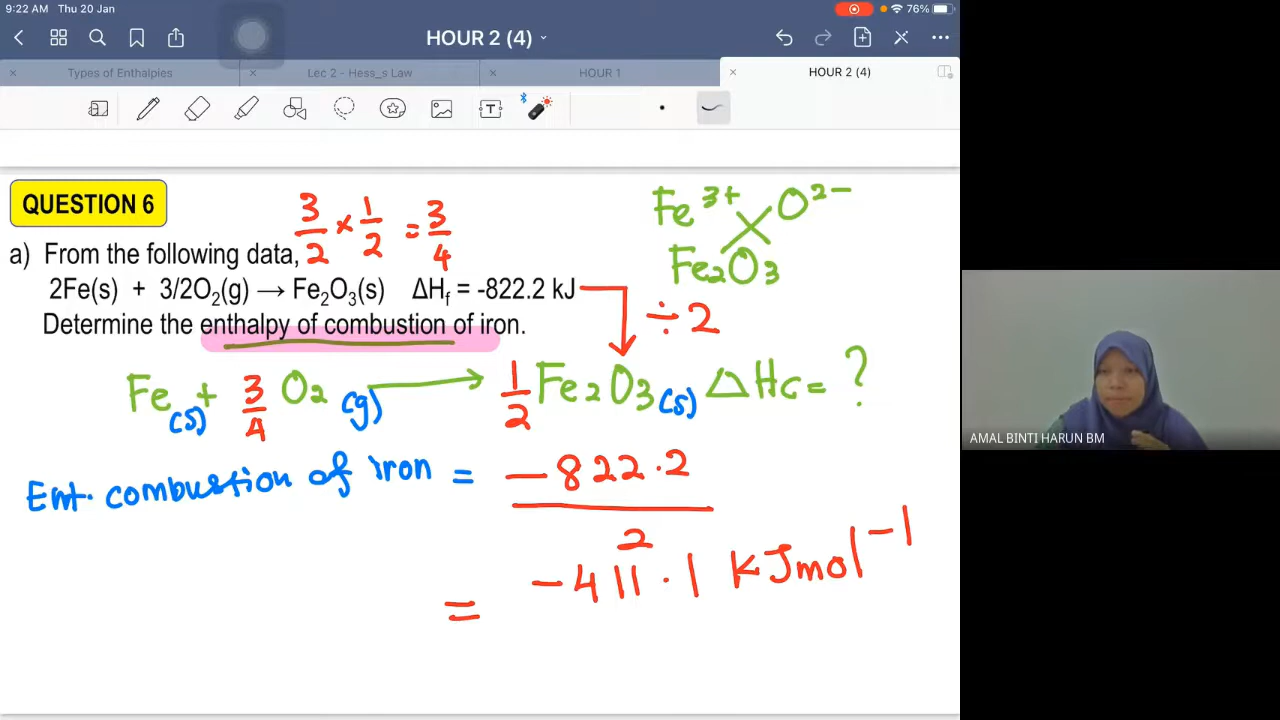 9:22 AM Thu 20 Jan
76%
HOUR 2 (4)
Types of Enthalpies
Lec 2 - Hess_s Law
HOUR 1
HOUR 2 (4)
T
QUESTION 6
3/2 × 1/2 = 3/4
Fe³⁺ O²⁻
Fe₂O₃
a) From the following data,
2Fe(s) + 3/2O₂(g) → Fe₂O₃(s) ΔHf = -822.2 kJ
÷ 2
Determine the enthalpy of combustion of iron.
Fe(s) + 3/4 O₂(g) → 1/2 Fe₂O₃(s) ΔHc = ?
Ent. combustion of iron = -822.2
2
= -411.1 kJmol⁻¹
AMAL BINTI HARUN BM